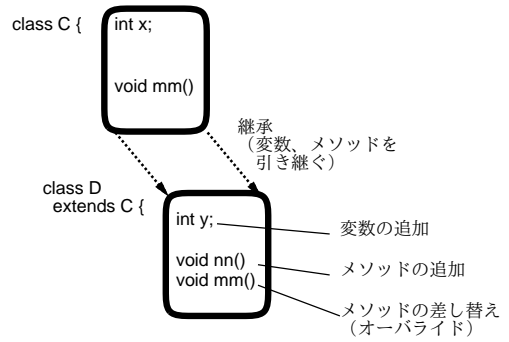 class C {
int x;
void mm()
継承
（変数、メソッドを
引き継ぐ）
class D
extends C {
int y;
変数の追加
void nn()
メソッドの追加
void mm()
メソッドの差し替え
（オーバライド）